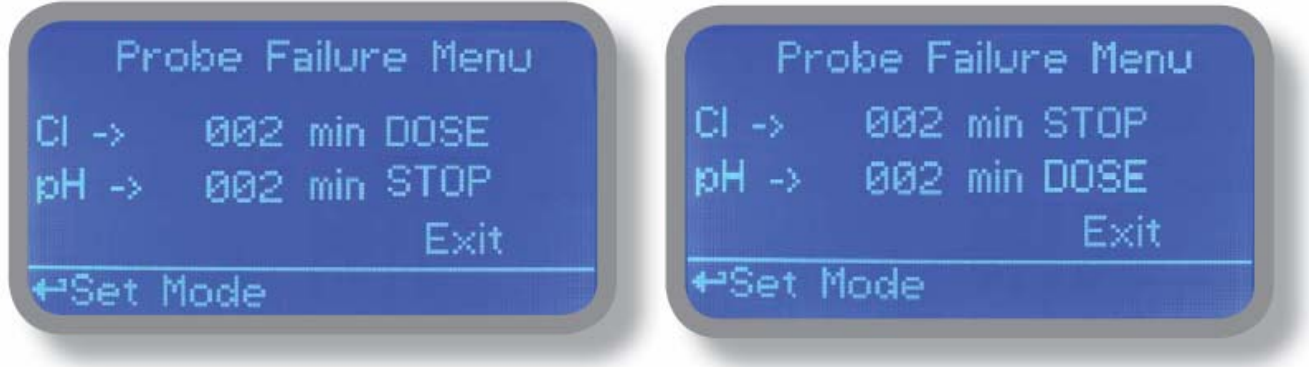 Probe Failure Menu
Cl -> 002 min DOSE
pH -> 002 min STOP
Exit
↵Set Mode
Probe Failure Menu
Cl -> 002 min STOP
pH -> 002 min DOSE
Exit
↵Set Mode